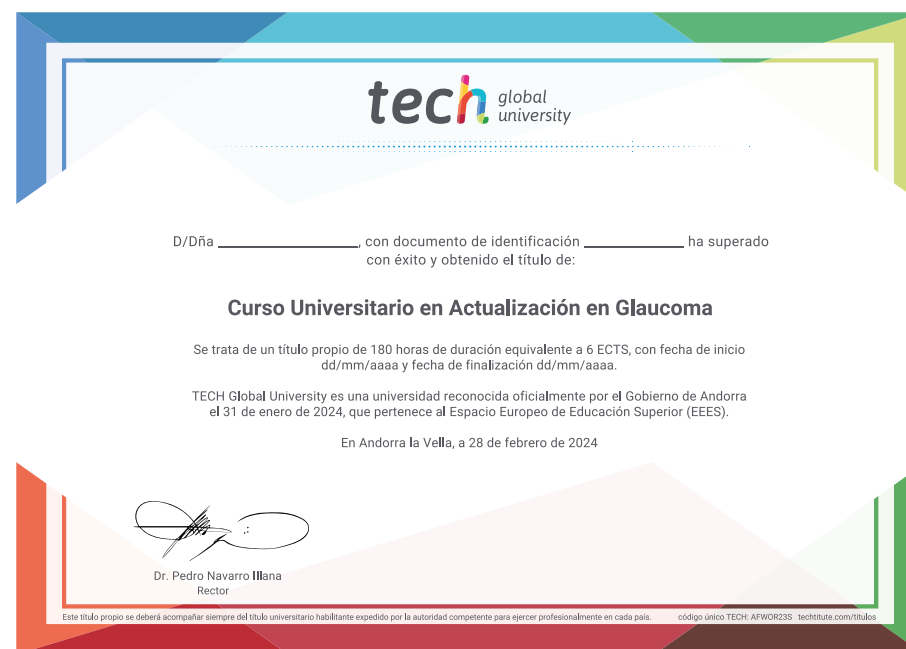 tech global
university
D/Dña ____________________, con documento de identificación ______________ ha superado
con éxito y obtenido el título de:
Curso Universitario en Actualización en Glaucoma
Se trata de un título propio de 180 horas de duración equivalente a 6 ECTS, con fecha de inicio
dd/mm/aaaa y fecha de finalización dd/mm/aaaa.
TECH Global University es una universidad reconocida oficialmente por el Gobierno de Andorra
el 31 de enero de 2024, que pertenece al Espacio Europeo de Educación Superior (EEES).
En Andorra la Vella, a 28 de febrero de 2024
Dr. Pedro Navarro Illana
Rector
Este título propio se deberá acompañar siempre del título universitario habilitante expedido por la autoridad competente para ejercer profesionalmente en cada país. código único TECH: AFWOR23S techtitute.com/titulos